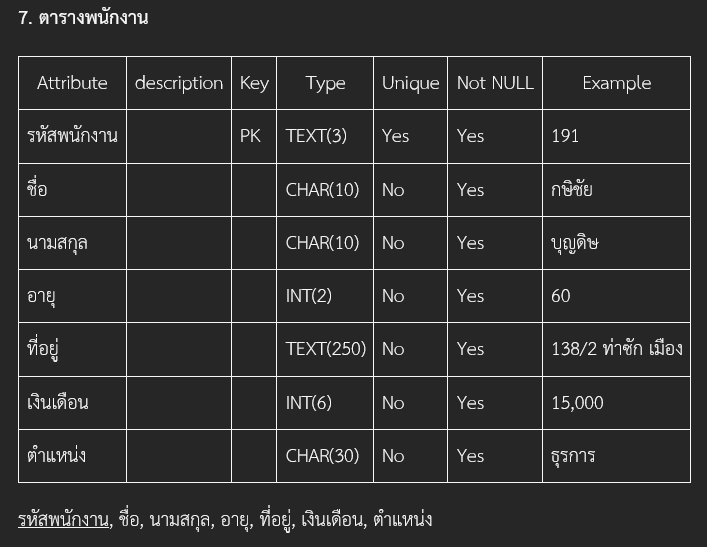 7. ตารางพนักงาน
Attribute description Key Type Unique Not NULL Example
รหัสพนักงาน PK TEXT(3) Yes Yes 191
ชื่อ CHAR(10) No Yes กษิชัย
นามสกุล CHAR(10) No Yes บุญดิษ
อายุ INT(2) No Yes 60
ที่อยู่ TEXT(250) No Yes 138/2 ท่าซัก เมือง
เงินเดือน INT(6) No Yes 15,000
ตำแหน่ง CHAR(30) No Yes ธุรการ
รหัสพนักงาน, ชื่อ, นามสกุล, อายุ, ที่อยู่, เงินเดือน, ตำแหน่ง